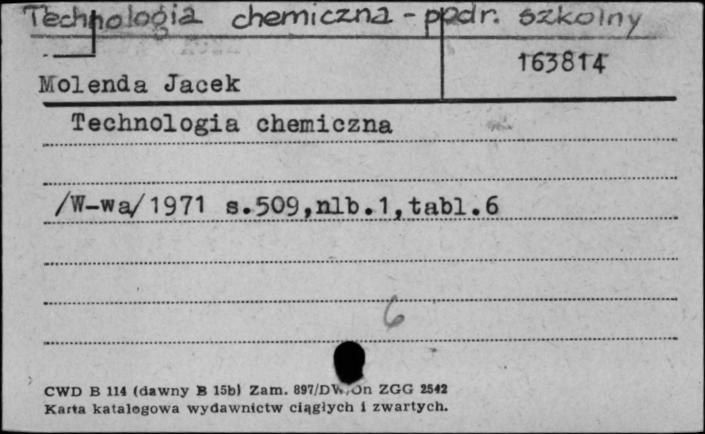 Technologia chemiczna - podr. szkolny
163814
Molenda Jacek
Technologia chemiczna
/W-wa/1971 s.509,nlb.1,tabl.6
6
CWD B 114 (dawny B 15b) Zam. 897/DW/On ZGG 2542
Karta katalogowa wydawnictw ciągłych i zwartych.